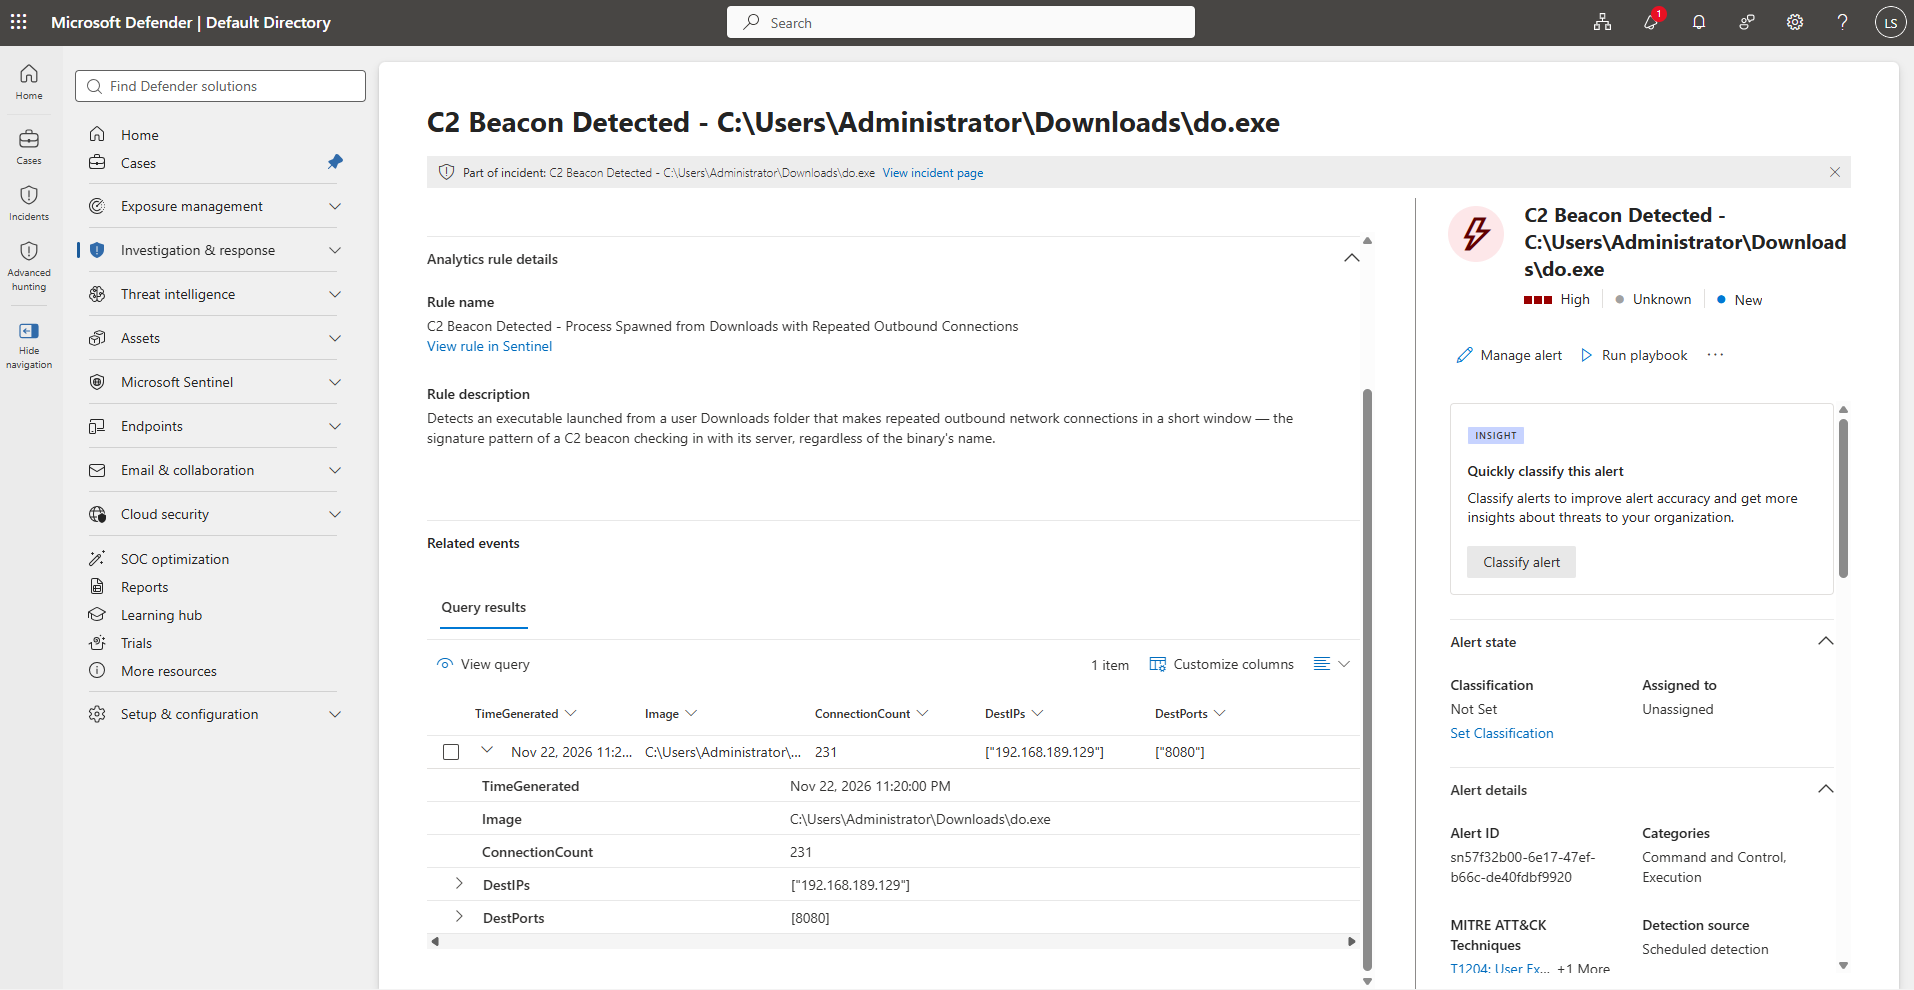 Microsoft Defender | Default Directory
Search
1
LS
Home
Cases
Incidents
Advanced
hunting
Hide
navigation
Find Defender solutions
Home
Cases
Exposure management
Investigation & response
Threat intelligence
Assets
Microsoft Sentinel
Endpoints
Email & collaboration
Cloud security
SOC optimization
Reports
Learning hub
Trials
More resources
Setup & configuration
C2 Beacon Detected - C:\Users\Administrator\Downloads\do.exe
Part of incident: C2 Beacon Detected - C:\Users\Administrator\Downloads\do.exe View incident page
Analytics rule details
Rule name
C2 Beacon Detected - Process Spawned from Downloads with Repeated Outbound Connections
View rule in Sentinel
Rule description
Detects an executable launched from a user Downloads folder that makes repeated outbound network connections in a short window — the
signature pattern of a C2 beacon checking in with its server, regardless of the binary's name.
Related events
Query results
View query
1 item
Customize columns
TimeGenerated Image ConnectionCount DestIPs DestPorts
Nov 22, 2026 11:2... C:\Users\Administrator\... 231 ["192.168.189.129"] ["8080"]
TimeGenerated Nov 22, 2026 11:20:00 PM
Image C:\Users\Administrator\Downloads\do.exe
ConnectionCount 231
DestIPs ["192.168.189.129"]
DestPorts [8080]
C2 Beacon Detected -
C:\Users\Administrator\Download
s\do.exe
High Unknown New
Manage alert Run playbook ...
INSIGHT
Quickly classify this alert
Classify alerts to improve alert accuracy and get more
insights about threats to your organization.
Classify alert
Alert state
Classification
Not Set
Set Classification
Assigned to
Unassigned
Alert details
Alert ID
sn57f32b00-6e17-47ef-
b66c-de40fdbf9920
Categories
Command and Control,
Execution
MITRE ATT&CK
Techniques
T1204: User Ex... +1 More
Detection source
Scheduled detection